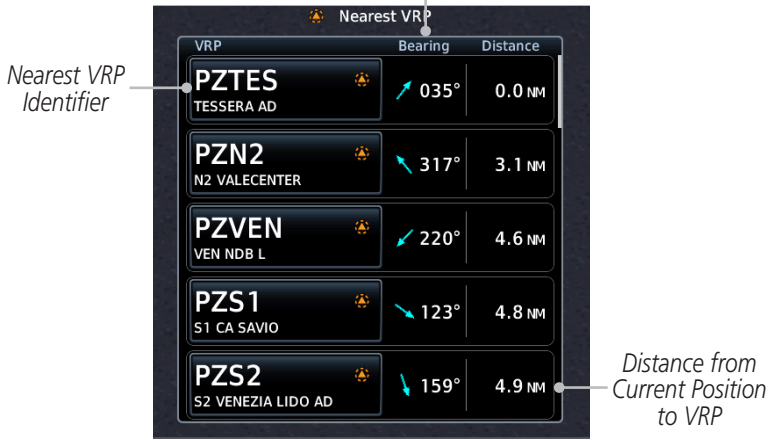 Nearest VRP
VRP Bearing Distance
Nearest VRP
Identifier
PZTES
TESSERA AD
035° 0.0 NM
PZN2
N2 VALECENTER
317° 3.1 NM
PZVEN
VEN NDB L
220° 4.6 NM
PZS1
S1 CA SAVIO
123° 4.8 NM
PZS2
S2 VENEZIA LIDO AD
159° 4.9 NM
Distance from
Current Position
to VRP